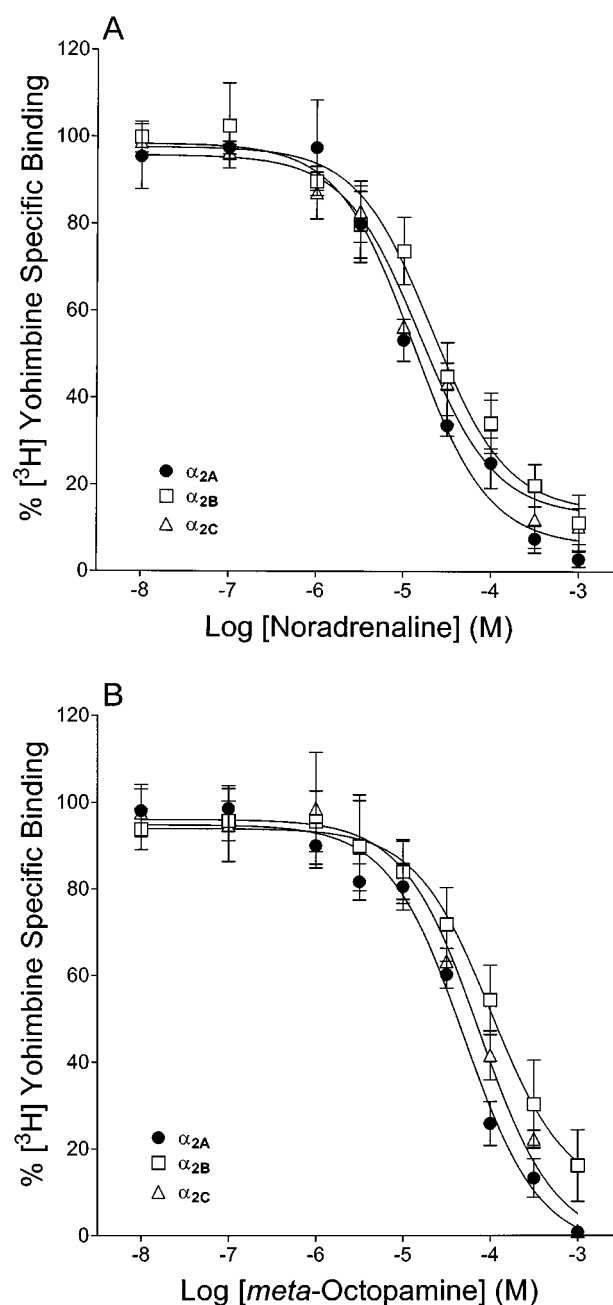 A
120
100
80
60
40
20
0
% [³H] Yohimbine Specific Binding
α2A
α2B
α2C
-8 -7 -6 -5 -4 -3
Log [Noradrenaline] (M)
B
120
100
80
60
40
20
0
% [³H] Yohimbine Specific Binding
α2A
α2B
α2C
-8 -7 -6 -5 -4 -3
Log [meta-Octopamine] (M)